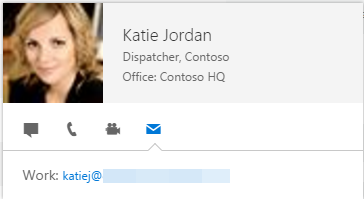 Katie Jordan
Dispatcher, Contoso
Office: Contoso HQ
Work: katiej@